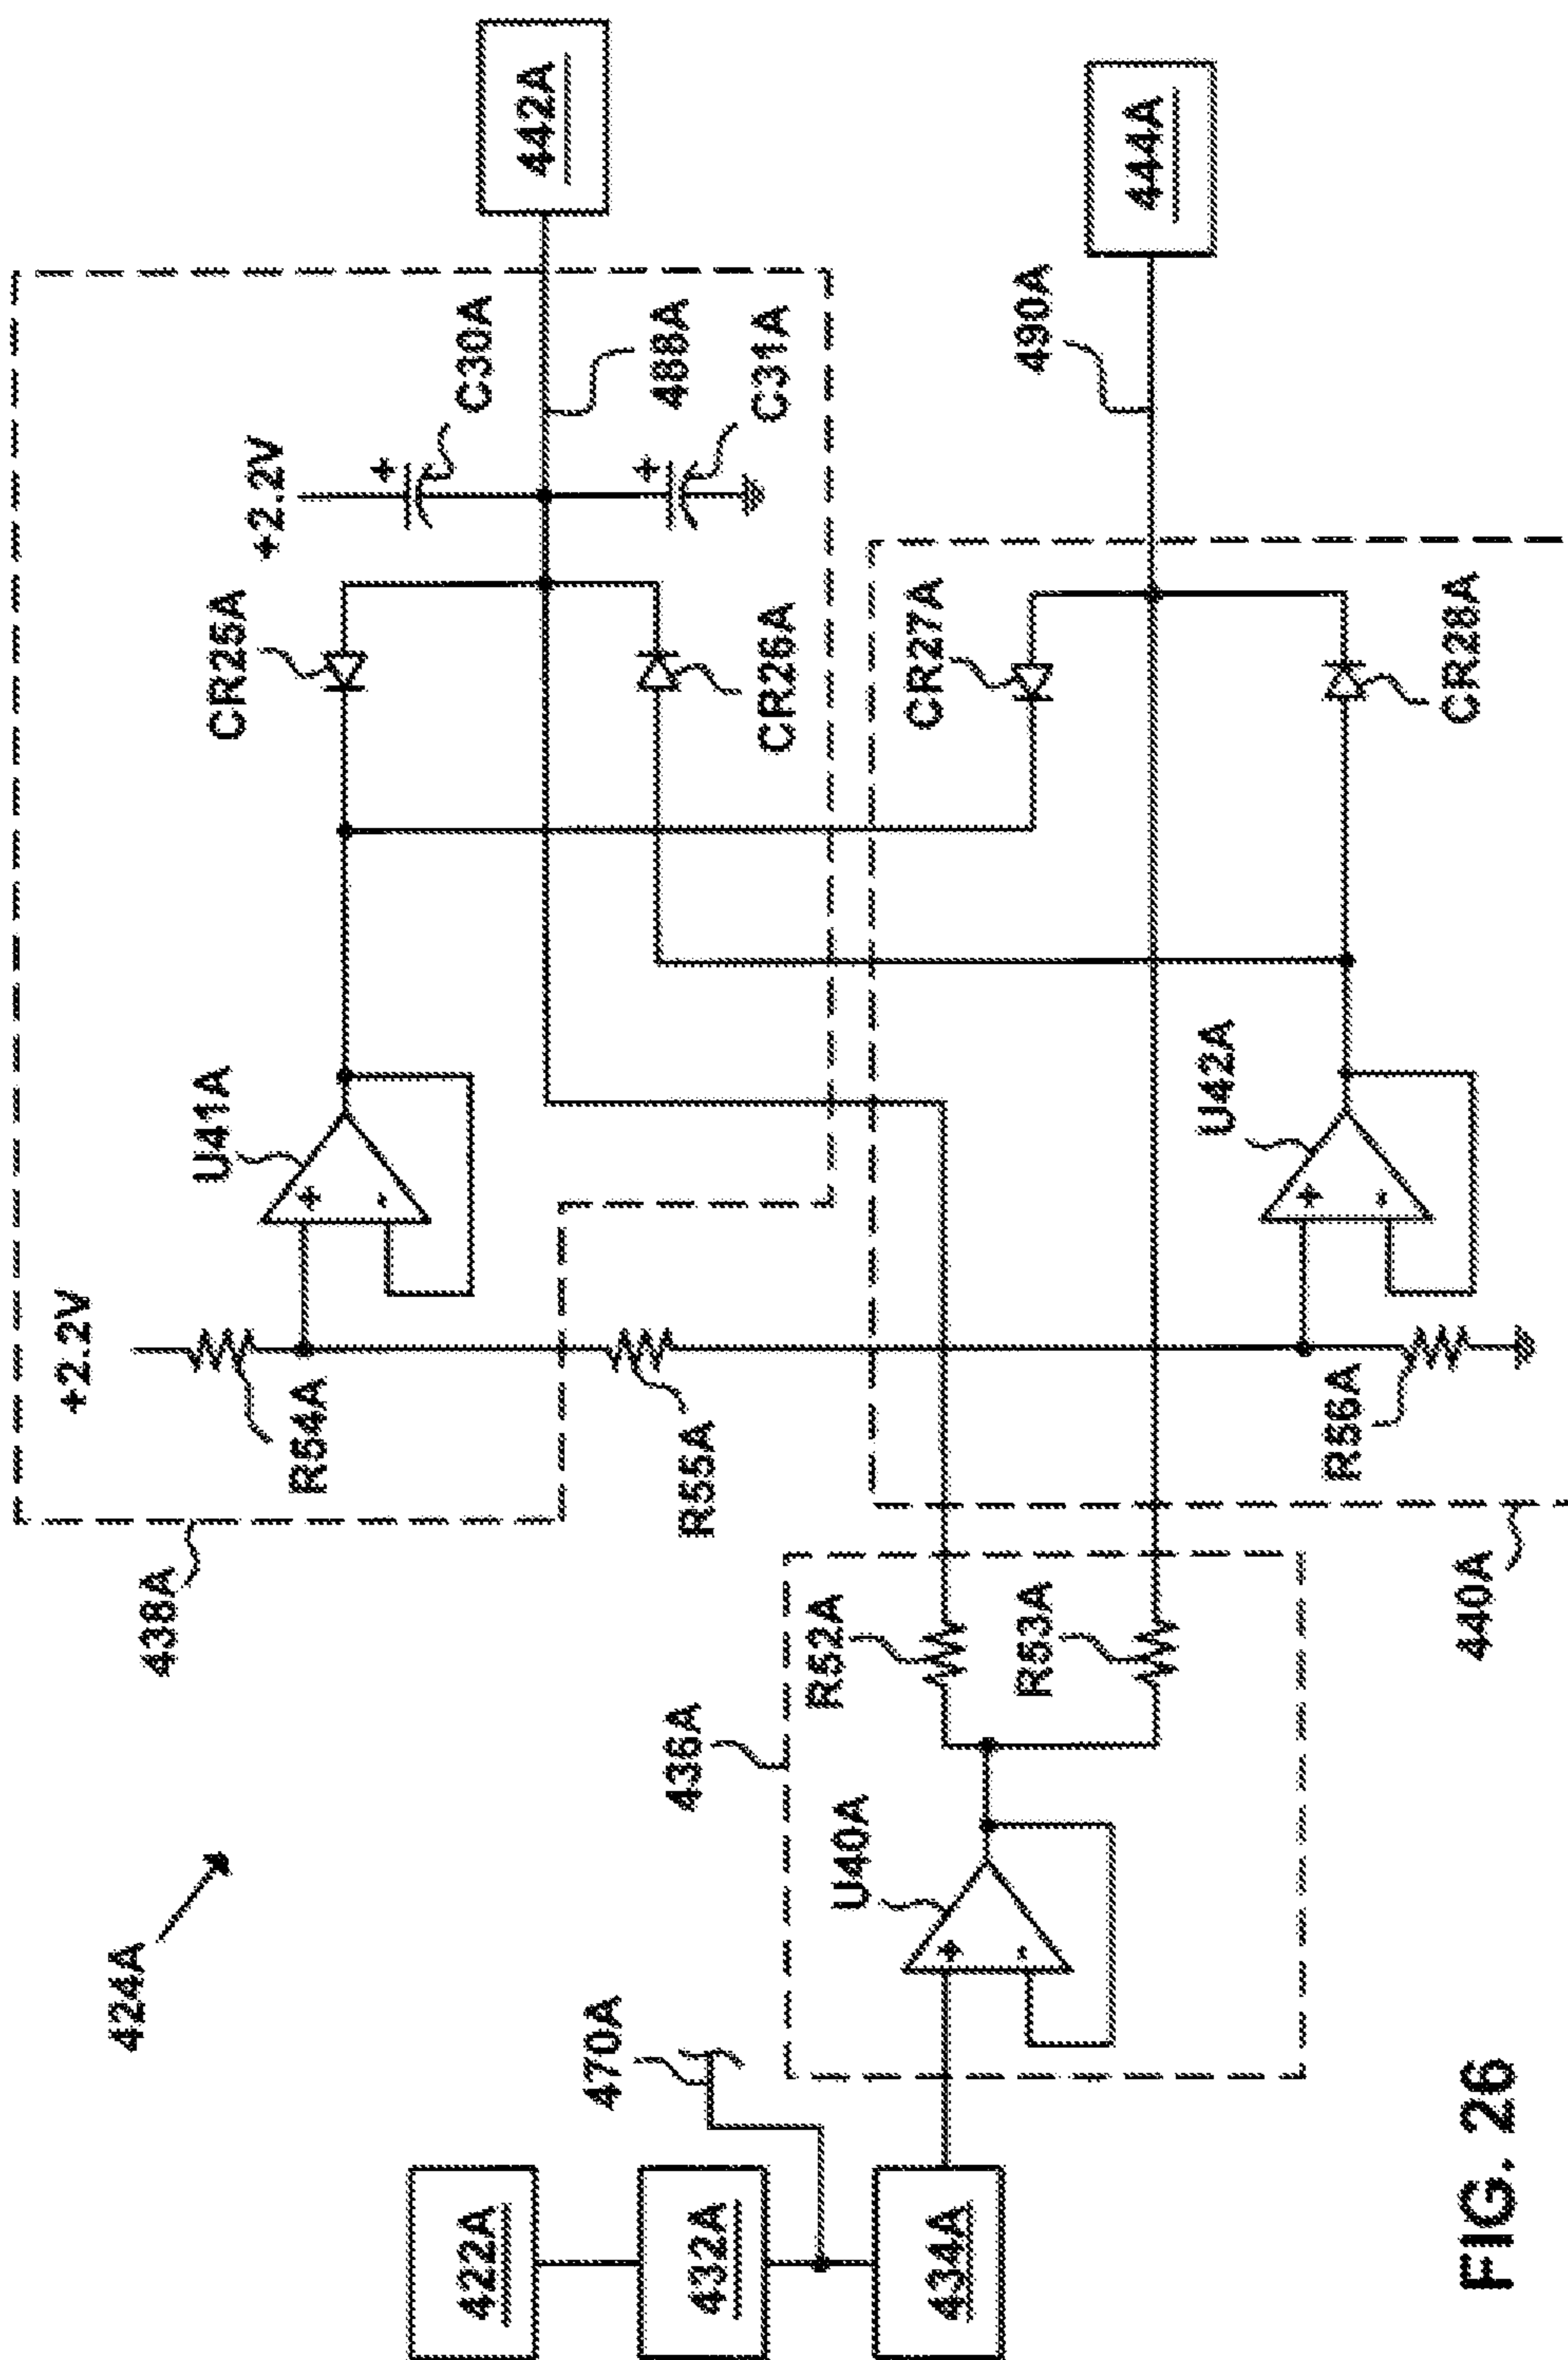 424A
422A
432A
434A
470A
436A
U40A
+
-
R52A
R53A
438A
+2.2V
R54A
R55A
R56A
440A
U41A
+
-
U42A
+
-
CR25A
CR26A
CR27A
CR28A
+2.2V
+
C30A
488A
+
C31A
490A
442A
444A
FIG. 26